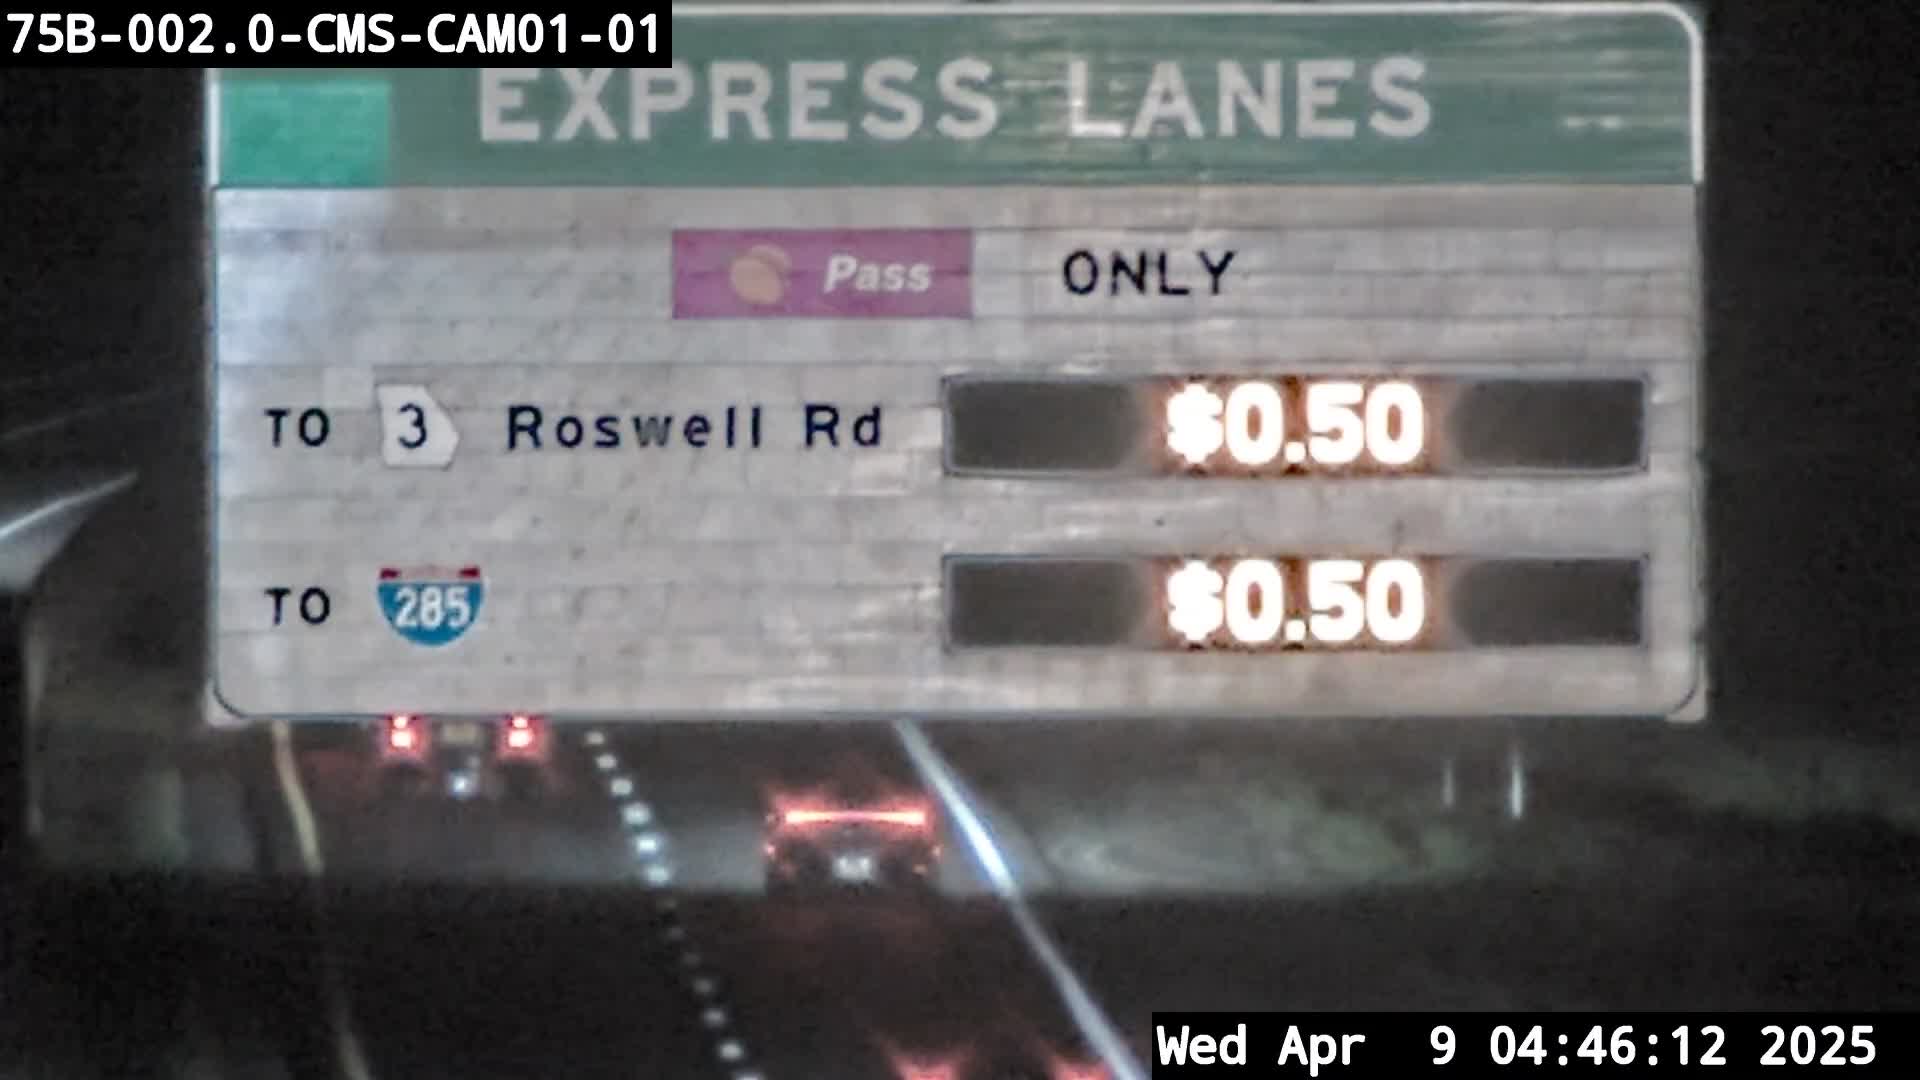 75B-002.0-CMS-CAM01-01
EXPRESS LANES
Pass ONLY
TO 3 Roswell Rd $0.50
TO 285 $0.50
Wed Apr 9 04:46:12 2025